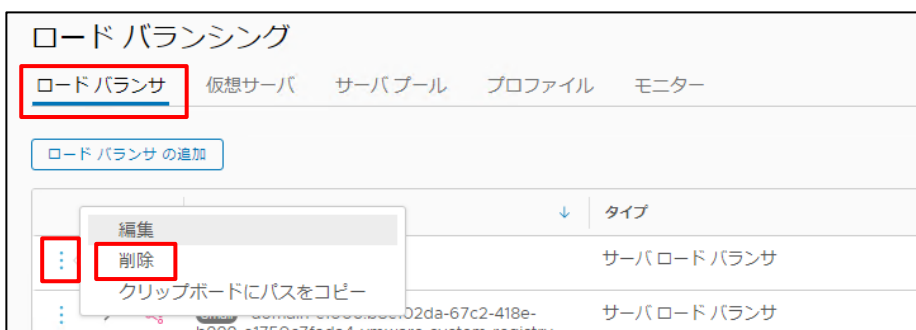 ロード バランシング
ロード バランサ 仮想サーバ サーバ プール プロファイル モニター
ロード バランサ の追加
タイプ
編集
削除
サーバ ロード バランサ
クリップボードにパスをコピー
02da-67c2-418e-
サーバ ロード バランサ